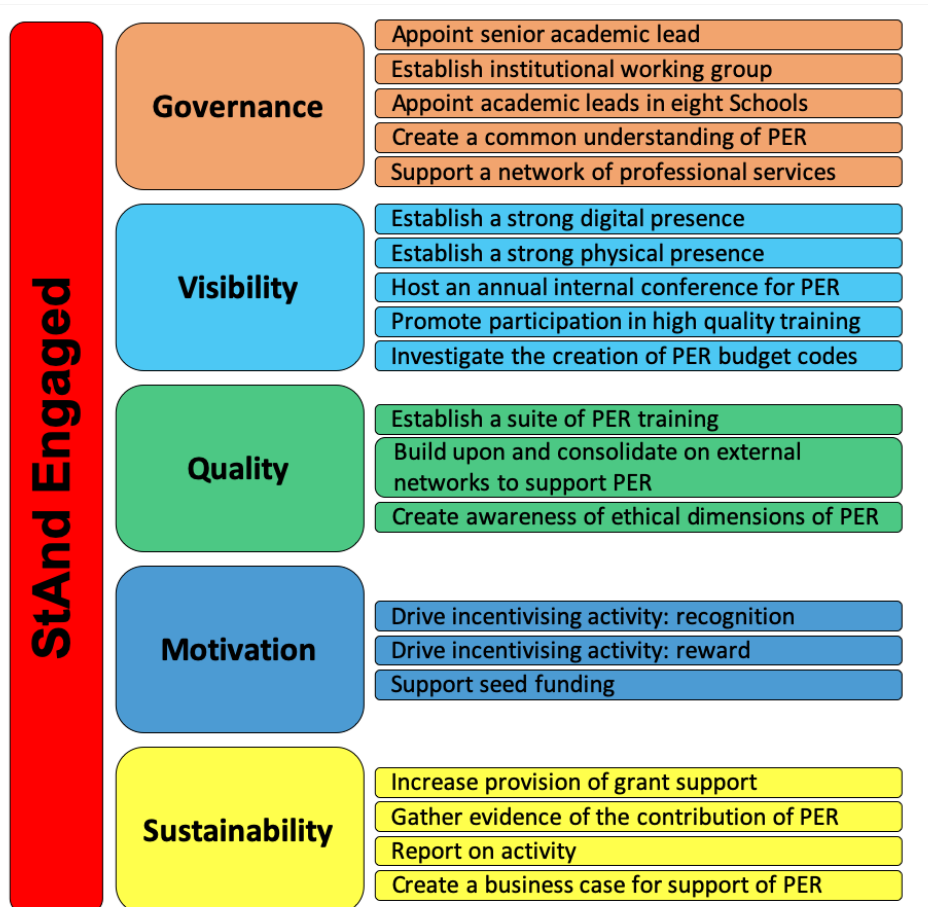 StAnd Engaged
Governance
Appoint senior academic lead
Establish institutional working group
Appoint academic leads in eight Schools
Create a common understanding of PER
Support a network of professional services
Visibility
Establish a strong digital presence
Establish a strong physical presence
Host an annual internal conference for PER
Promote participation in high quality training
Investigate the creation of PER budget codes
Quality
Establish a suite of PER training
Build upon and consolidate on external
networks to support PER
Create awareness of ethical dimensions of PER
Motivation
Drive incentivising activity: recognition
Drive incentivising activity: reward
Support seed funding
Sustainability
Increase provision of grant support
Gather evidence of the contribution of PER
Report on activity
Create a business case for support of PER